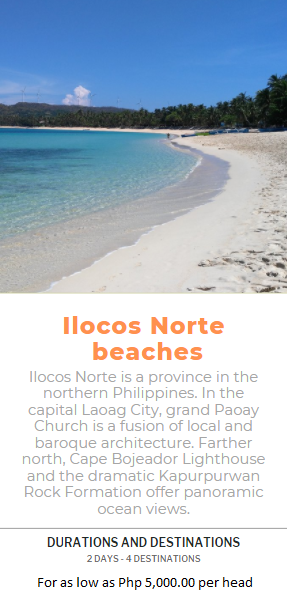 Ilocos Norte
beaches
Ilocos Norte is a province in the
northern Philippines. In the
capital Laoag City, grand Paoay
Church is a fusion of local and
baroque architecture. Farther
north, Cape Bojeador Lighthouse
and the dramatic Kapurpurwan
Rock Formation offer panoramic
ocean views.
DURATIONS AND DESTINATIONS
2 DAYS - 4 DESTINATIONS
For as low as Php 5,000.00 per head